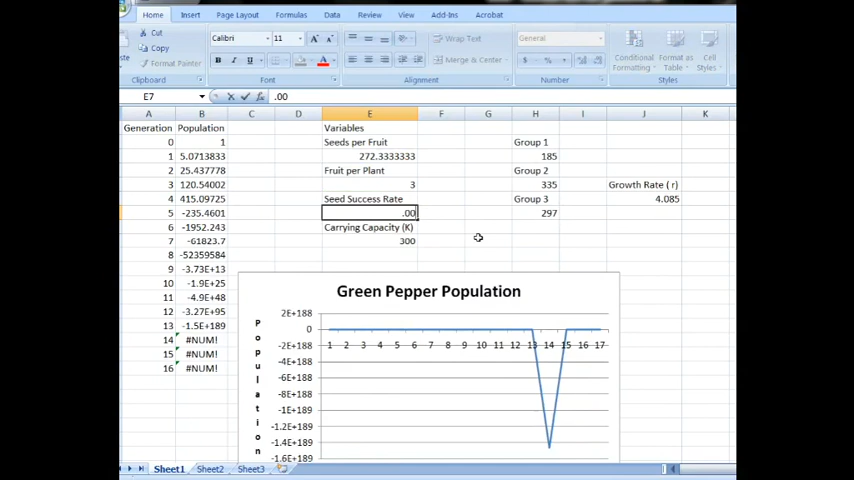 Home Insert Page Layout Formulas Data Review View Add-Ins Acrobat
Cut
Copy
Format Painter
Calibri 11 A A
B I U A
Wrap Text
Merge & Center
General
$ % ,
Conditional Formatting
Format as Table
Cell Styles
Clipboard Font Alignment Number Styles
E7 fx .00
A B C D E F G H I J K
Generation Population Variables
0 1 Seeds per Fruit Group 1
1 5.0713833 272.3333333 185
2 25.437778 Fruit per Plant Group 2
3 120.54002 3 335 Growth Rate ( r)
4 415.09725 Seed Success Rate Group 3 4.085
5 -235.4601 .00 297
6 -1952.243 Carrying Capacity (K)
7 -61823.7 300
8 -52359584
9 -3.73E+13
10 -1.9E+25
11 -4.9E+48
12 -3.27E+95
13 -1.5E+189
14 #NUM!
15 #NUM!
16 #NUM!
Green Pepper Population
Population
2E+188
0
-2E+188
-4E+188
-6E+188
-8E+188
-1E+189
-1.2E+189
-1.4E+189
-1.6E+189
1 2 3 4 5 6 7 8 9 10 11 12 13 14 15 16 17
Sheet1 Sheet2 Sheet3